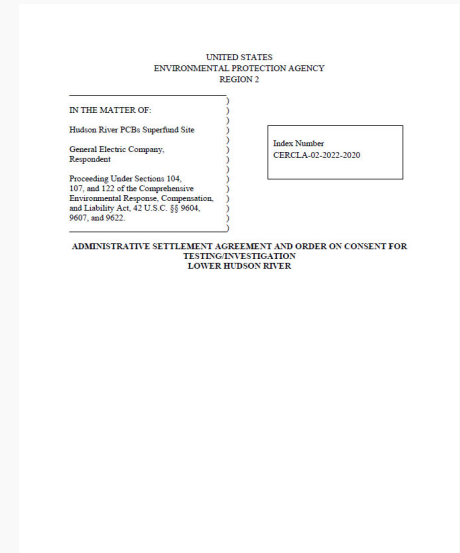 UNITED STATES
ENVIRONMENTAL PROTECTION AGENCY
REGION 2
IN THE MATTER OF:
Hudson River PCBs Superfund Site
General Electric Company,
Respondent
Proceeding Under Sections 104,
107, and 122 of the Comprehensive
Environmental Response, Compensation,
and Liability Act, 42 U.S.C. §§ 9604,
9607, and 9622.
)
)
)
)
)
)
)
)
)
)
)
)
)
)
Index Number
CERCLA-02-2022-2020
ADMINISTRATIVE SETTLEMENT AGREEMENT AND ORDER ON CONSENT FOR
TESTING/INVESTIGATION
LOWER HUDSON RIVER